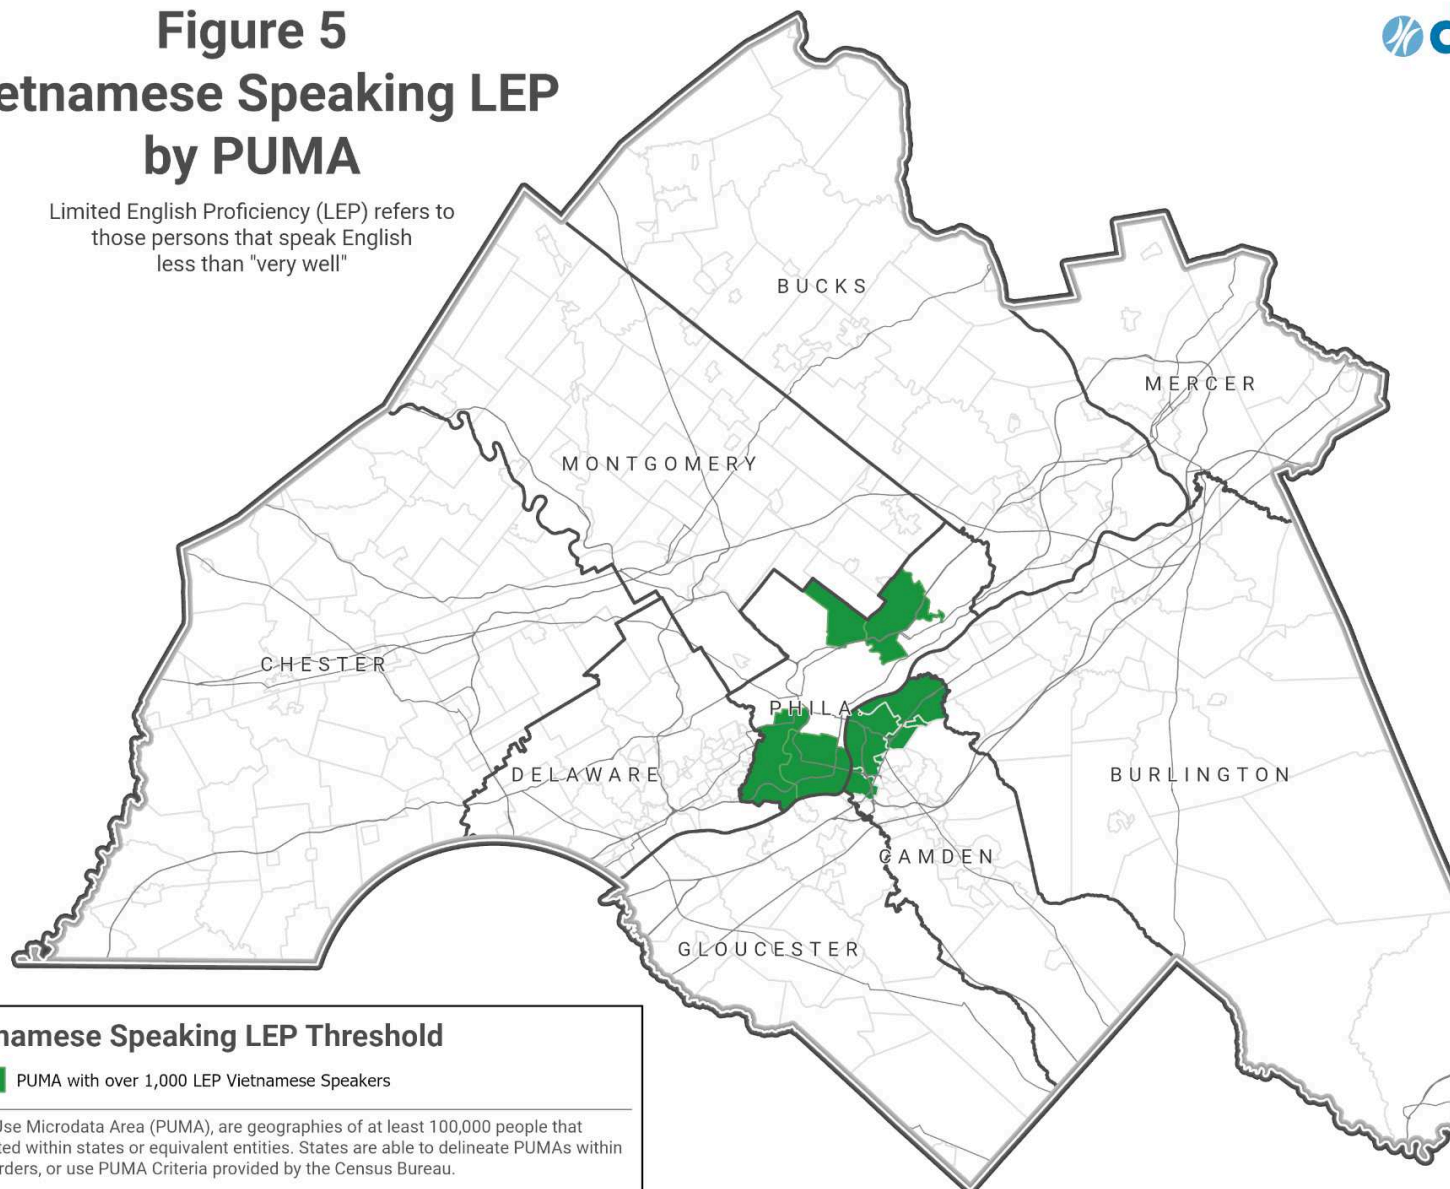 Figure 5
etnamese Speaking LEP
by PUMA
Limited English Proficiency (LEP) refers to
those persons that speak English
less than "very well"
BUCKS
MERCER
MONTGOMERY
CHESTER
PHILA.
DELAWARE
BURLINGTON
CAMDEN
GLOUCESTER
namese Speaking LEP Threshold
PUMA with over 1,000 LEP Vietnamese Speakers
Use Microdata Area (PUMA), are geographies of at least 100,000 people that
ted within states or equivalent entities. States are able to delineate PUMAs within
rders, or use PUMA Criteria provided by the Census Bureau.